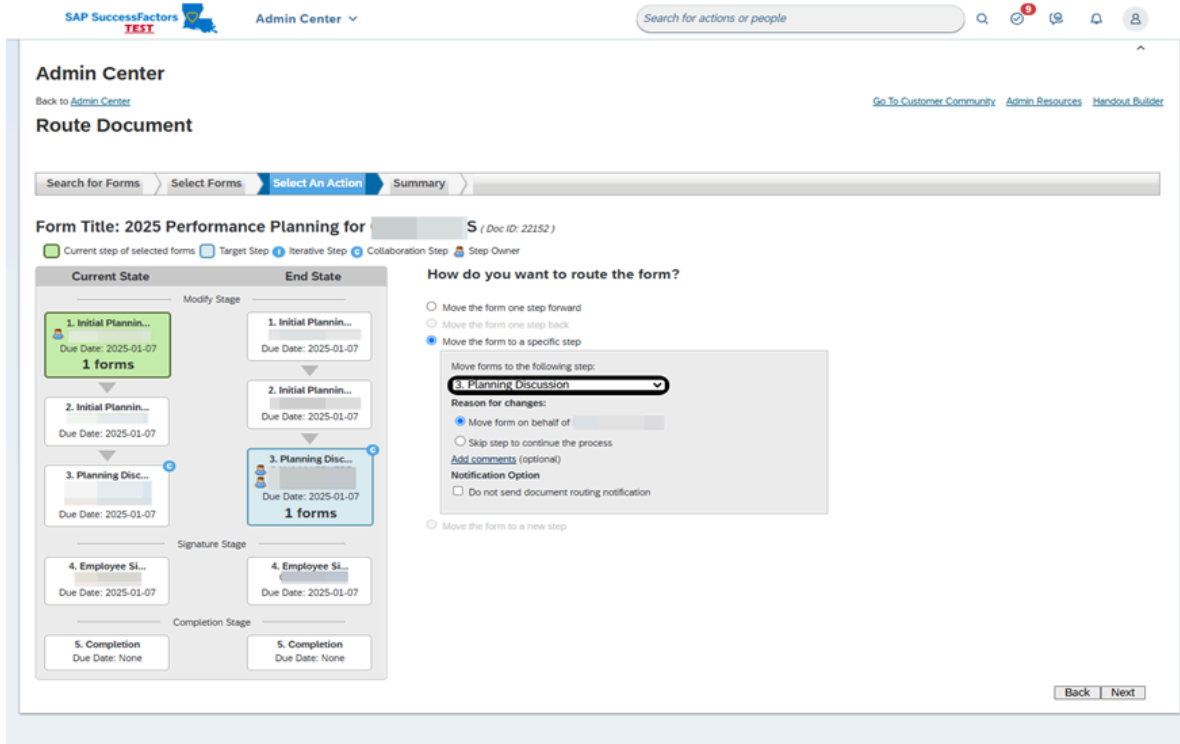 SAP SuccessFactors
TEST
Admin Center
Search for actions or people
9
Admin Center
Back to Admin Center
Go To Customer Community Admin Resources Handout Builder
Route Document
Search for Forms Select Forms Select An Action Summary
Form Title: 2025 Performance Planning for S ( Doc ID: 22152 )
Current step of selected forms Target Step I Iterative Step C Collaboration Step Step Owner
Current State End State
Modify Stage
1. Initial Plannin...
Due Date: 2025-01-07
1 forms
2. Initial Plannin...
Due Date: 2025-01-07
C
3. Planning Disc...
Due Date: 2025-01-07
1. Initial Plannin...
Due Date: 2025-01-07
2. Initial Plannin...
Due Date: 2025-01-07
C
3. Planning Disc...
Due Date: 2025-01-07
1 forms
Signature Stage
4. Employee Si...
Due Date: 2025-01-07
4. Employee Si...
Due Date: 2025-01-07
Completion Stage
5. Completion
Due Date: None
5. Completion
Due Date: None
How do you want to route the form?
Move the form one step forward
Move the form one step back
Move the form to a specific step
Move forms to the following step:
3. Planning Discussion
Reason for changes:
Move form on behalf of
Skip step to continue the process
Add comments (optional)
Notification Option
Do not send document routing notification
Move the form to a new step
Back Next